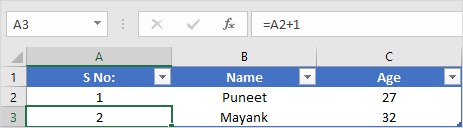 A3 fx =A2+1
A B C
1 S No: Name Age
2 1 Puneet 27
3 2 Mayank 32